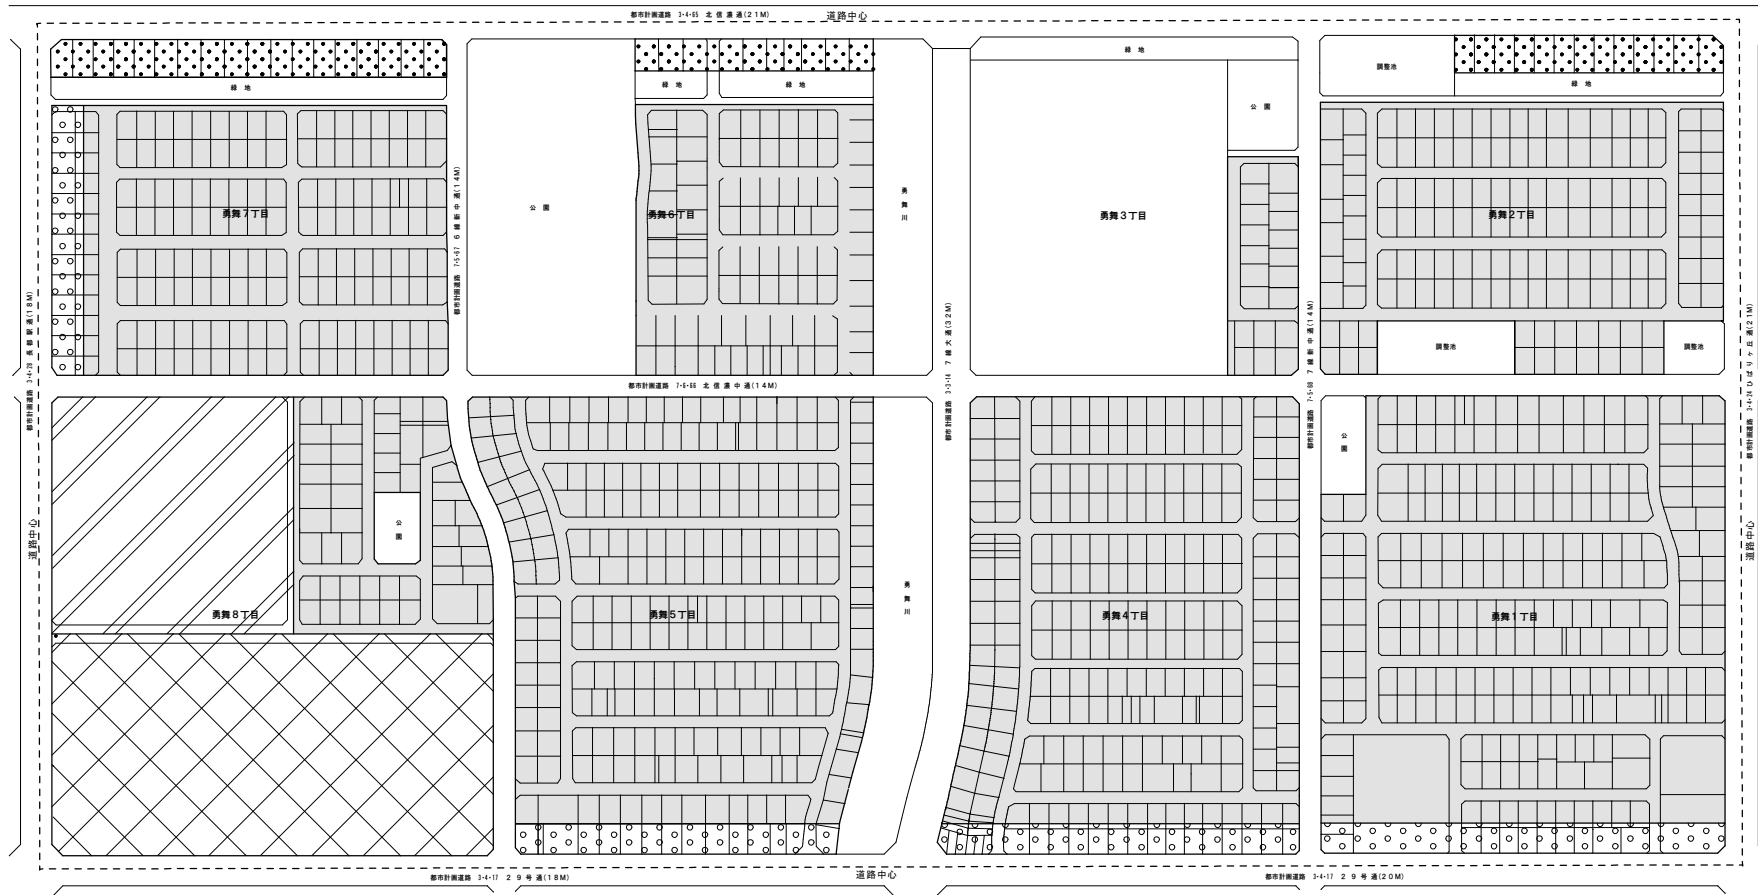 都市計画道路 3・4・65 北信濃通(21M)
道路中心
緑地
緑地
緑地
緑地
調整池
緑地
公園
公園
勇舞川
勇舞7丁目
勇舞6丁目
勇舞3丁目
勇舞2丁目
都市計画道路 7・5・67 6線新中通(14M)
都市計画道路 3・4・28 長都駅通(18M)
都市計画道路 3・3・14 7線大通(32M)
都市計画道路 7・5・68 7線新中通(14M)
都市計画道路 3・4・24 ひばりヶ丘通(21M)
調整池
調整池
都市計画道路 7・5・66 北信濃中通(14M)
公園
公園
道路中心
道路中心
勇舞川
勇舞8丁目
勇舞5丁目
勇舞4丁目
勇舞1丁目
都市計画道路 3・4・17 29号通(18M)
道路中心
都市計画道路 3・4・17 29号通(20M)